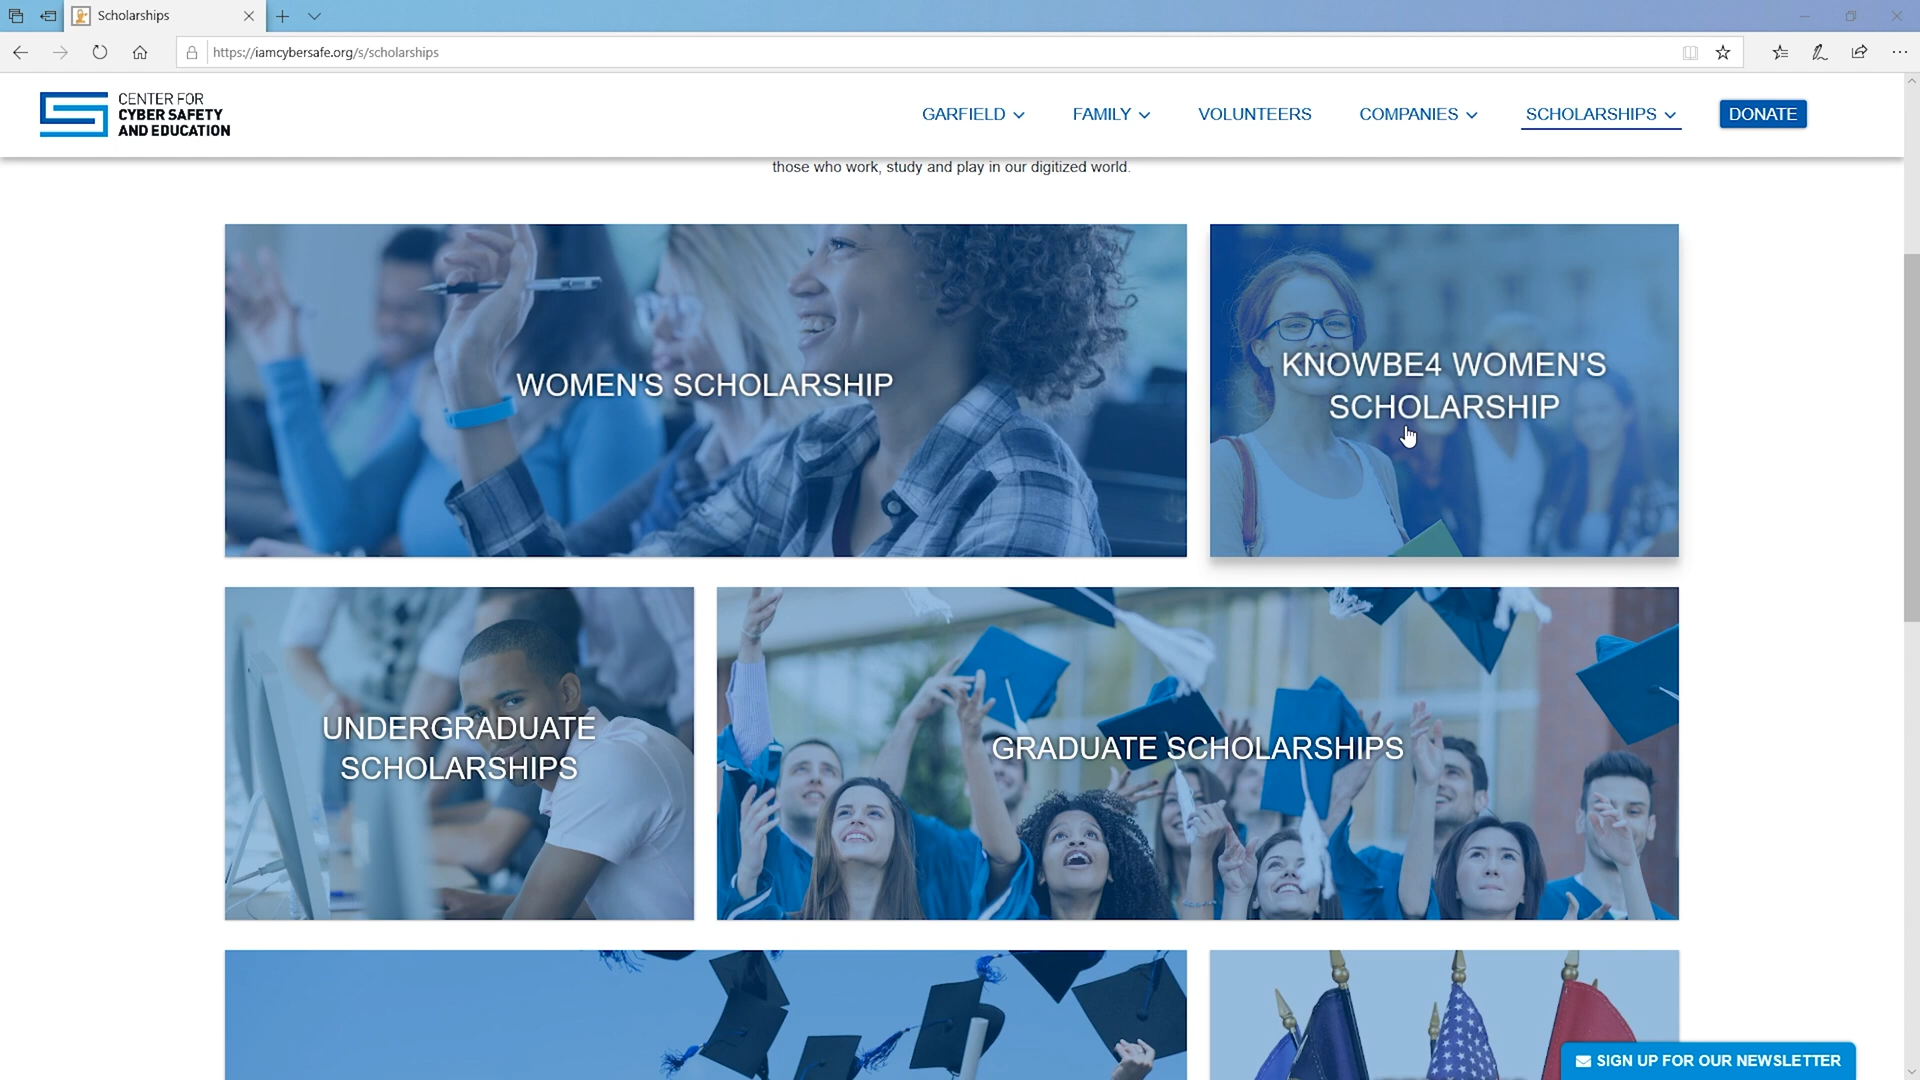 Scholarships
https://iamcybersafe.org/s/scholarships
CENTER FOR
CYBER SAFETY
AND EDUCATION
GARFIELD
FAMILY
VOLUNTEERS
COMPANIES
SCHOLARSHIPS
DONATE
those who work, study and play in our digitized world.
WOMEN'S SCHOLARSHIP
KNOWBE4 WOMEN'S
SCHOLARSHIP
UNDERGRADUATE
SCHOLARSHIPS
GRADUATE SCHOLARSHIPS
SIGN UP FOR OUR NEWSLETTER